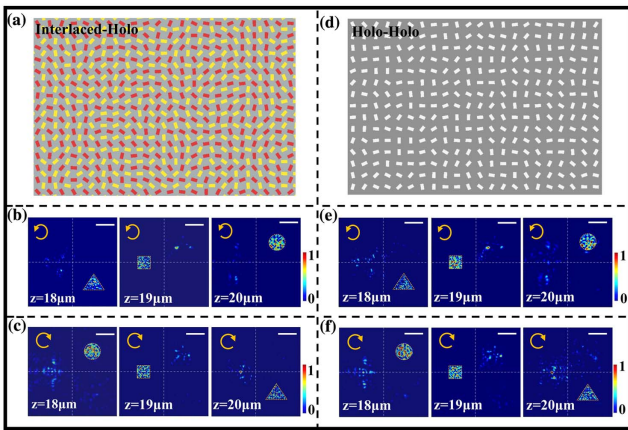 (a) Interlaced-Holo
(d) Holo-Holo
(b) z=18μm z=19μm z=20μm 1 0
(e) z=18μm z=19μm z=20μm 1 0
(c) z=18μm z=19μm z=20μm 1 0
(f) z=18μm z=19μm z=20μm 1 0